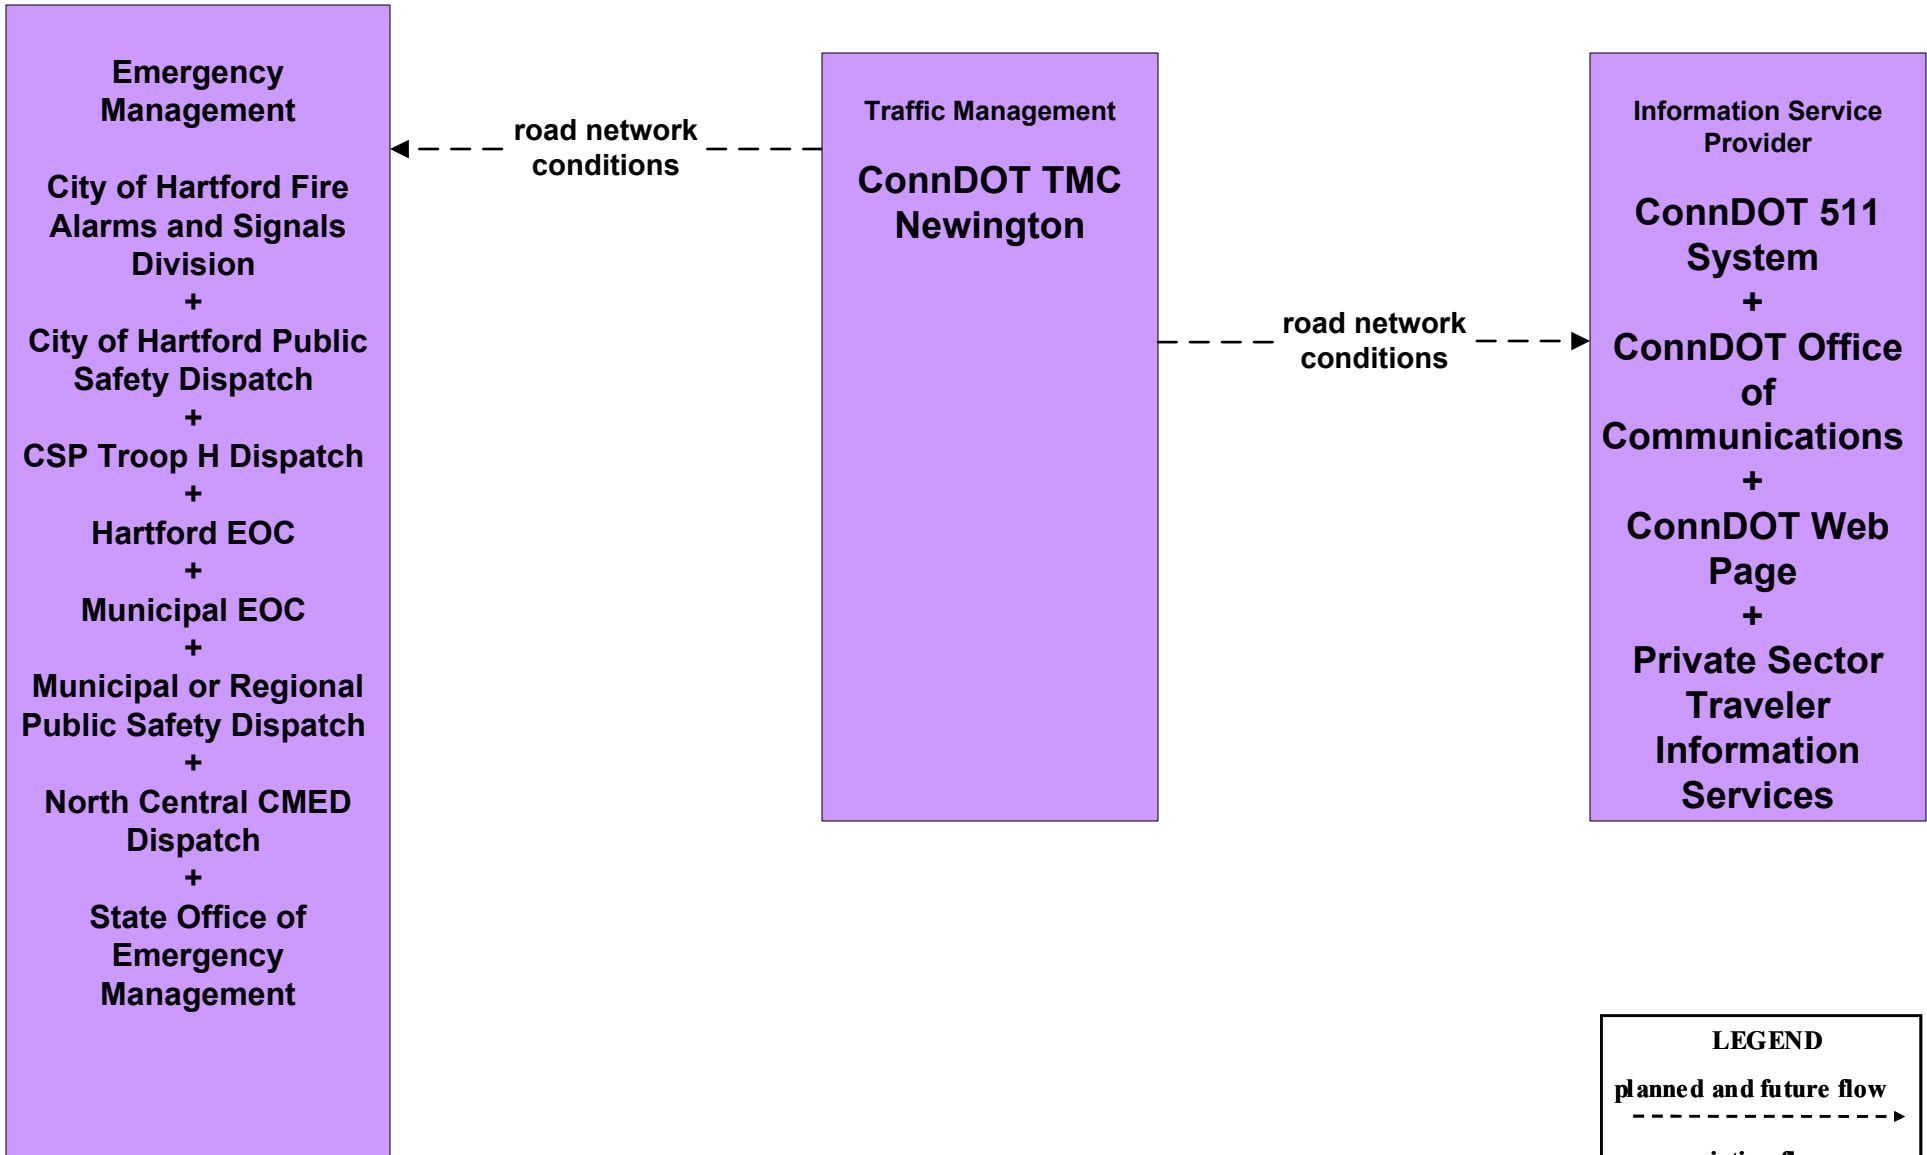 Emergency
Management
City of Hartford Fire
Alarms and Signals
Division
+
City of Hartford Public
Safety Dispatch
+
CSP Troop H Dispatch
+
Hartford EOC
+
Municipal EOC
+
Municipal or Regional
Public Safety Dispatch
+
North Central CMED
Dispatch
+
State Office of
Emergency
Management
road network
conditions
Traffic Management
ConnDOT TMC
Newington
road network
conditions
Information Service
Provider
ConnDOT 511
System
+
ConnDOT Office
of
Communications
+
ConnDOT Web
Page
+
Private Sector
Traveler
Information
Services
LEGEND
planned and future flow